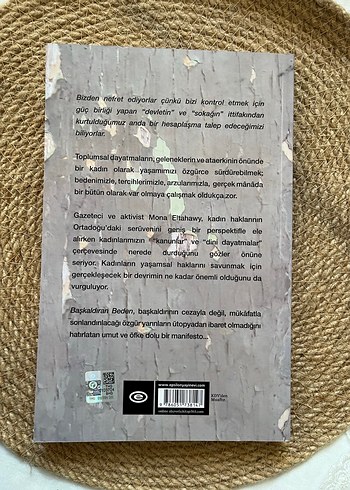 Bizden nefret ediyorlar çünkü bizi kontrol etmek için
güç birliği yapan "devletin" ve "sokağın" ittifakından
kurtulduğumuz anda bir hesaplaşma talep edeceğimizi
biliyorlar.
Toplumsal dayatmaların, geleneklerin ve ataerkinin önünde
bir kadın olarak yaşamımızı özgürce sürdürebilmek;
bedenimizle, tercihlerimizle, arzularımızla, gerçek mânâda
bir bütün olarak var olmaya çalışmak oldukça zor.
Gazeteci ve aktivist Mona Eltahawy, kadın haklarının
Ortadoğu'daki serüvenini geniş bir perspektifle ele
alırken kadınlarımızın "kanunlar" ve "dini dayatmalar"
çerçevesinde nerede durduğunu gözler önüne
seriyor. Kadınların yaşamsal haklarını savunmak için
gerçekleşecek bir devrimin ne kadar önemli olduğunu da
vurguluyor.
Başkaldıran Beden, başkaldırının cezayla değil, mükâfatla
sonlandırılacağı özgür yarınların ütopyadan ibaret olmadığını
hatırlatan umut ve öfke dolu bir manifesto...
www.epsilonyayinevi.com